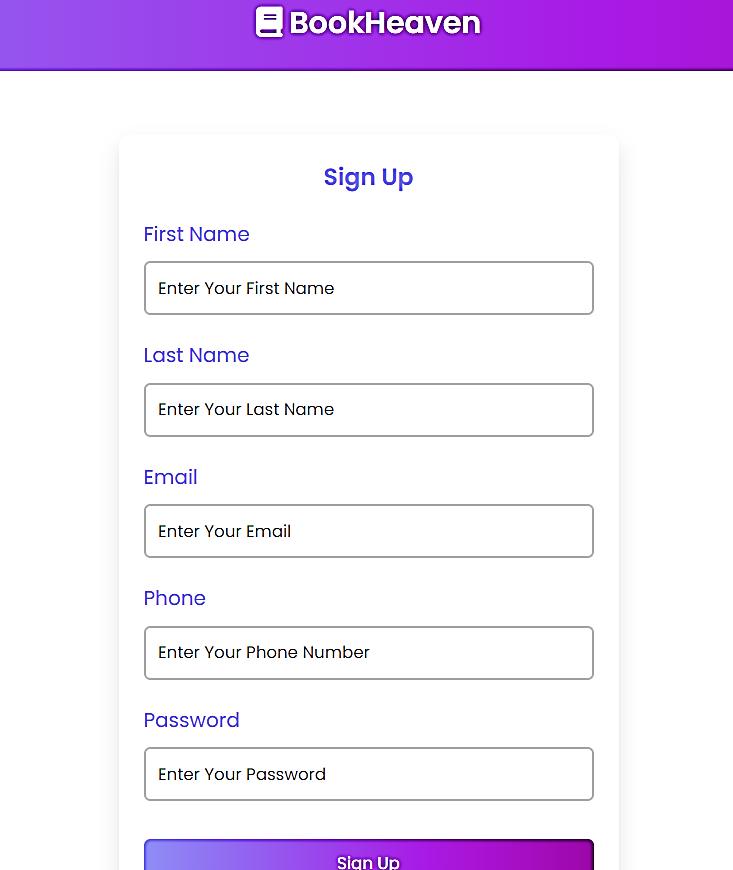 BookHeaven
Sign Up
First Name
Enter Your First Name
Last Name
Enter Your Last Name
Email
Enter Your Email
Phone
Enter Your Phone Number
Password
Enter Your Password
Sign Up